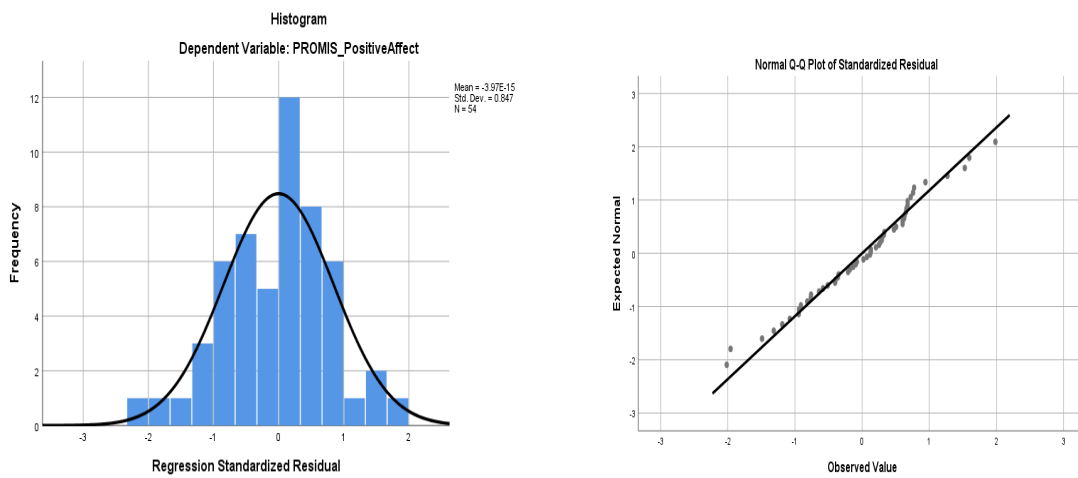 Histogram
Dependent Variable: PROMIS_PositiveAffect
Mean = -3.97E-15
Std. Dev. = 0.847
N = 54
12
10
8
6
4
2
0
Frequency
-3 -2 -1 0 1 2
Regression Standardized Residual
Normal Q-Q Plot of Standardized Residual
3
2
1
0
-1
-2
-3
Expected Normal
-3 -2 -1 0 1 2 3
Observed Value